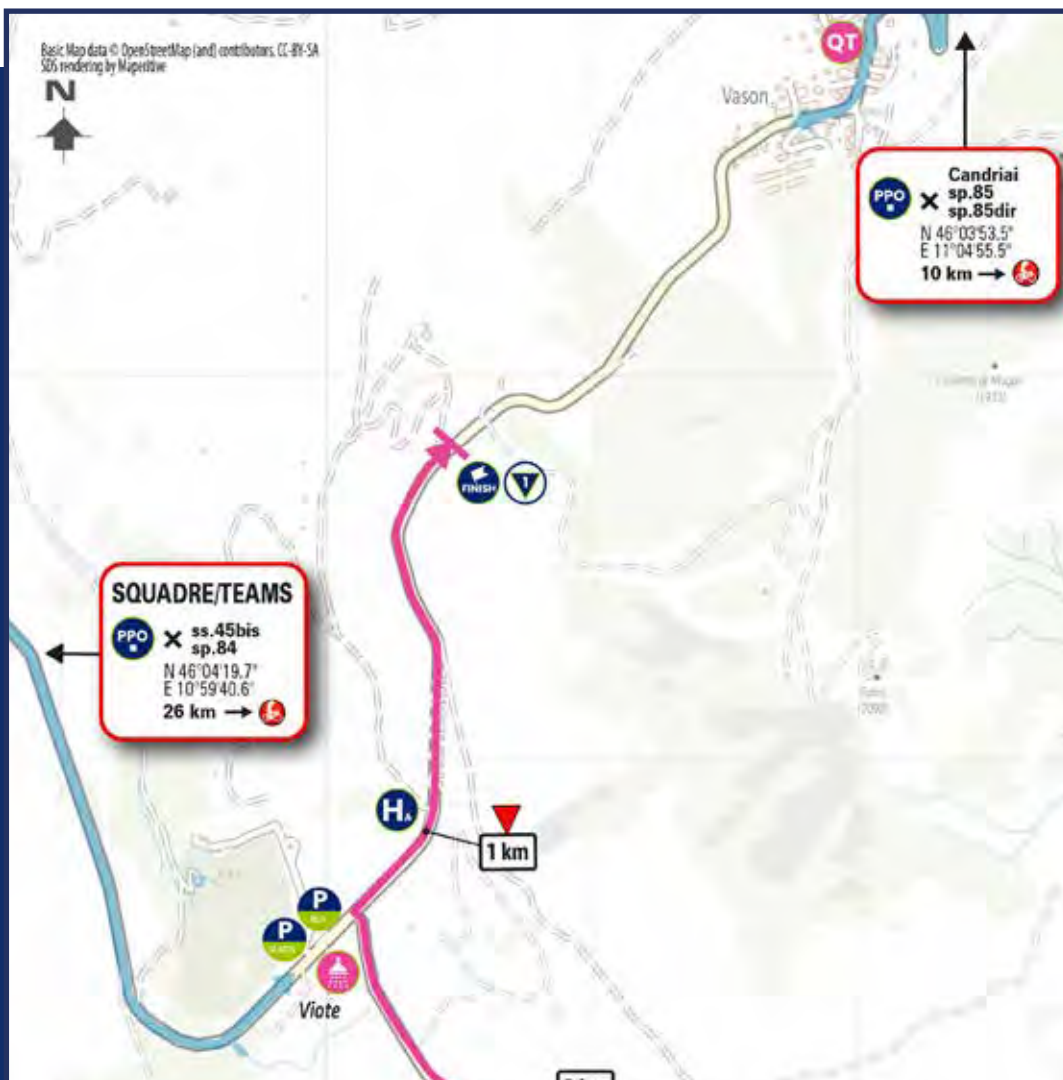 Basic Map data © OpenStreetMap (and) contributors, CC-BY-SA
SDS rendering by Maperitive
N
QT
Vason
PPO
Candriai
sp.85
sp.85dir
N 46°03'53.5"
E 11°04'55.5"
10 km
FINISH
1
SQUADRE/TEAMS
PPO
ss.45bis
sp.84
N 46°04'19.7"
E 10°59'40.6"
26 km
HA
1 km
P
P
Viote